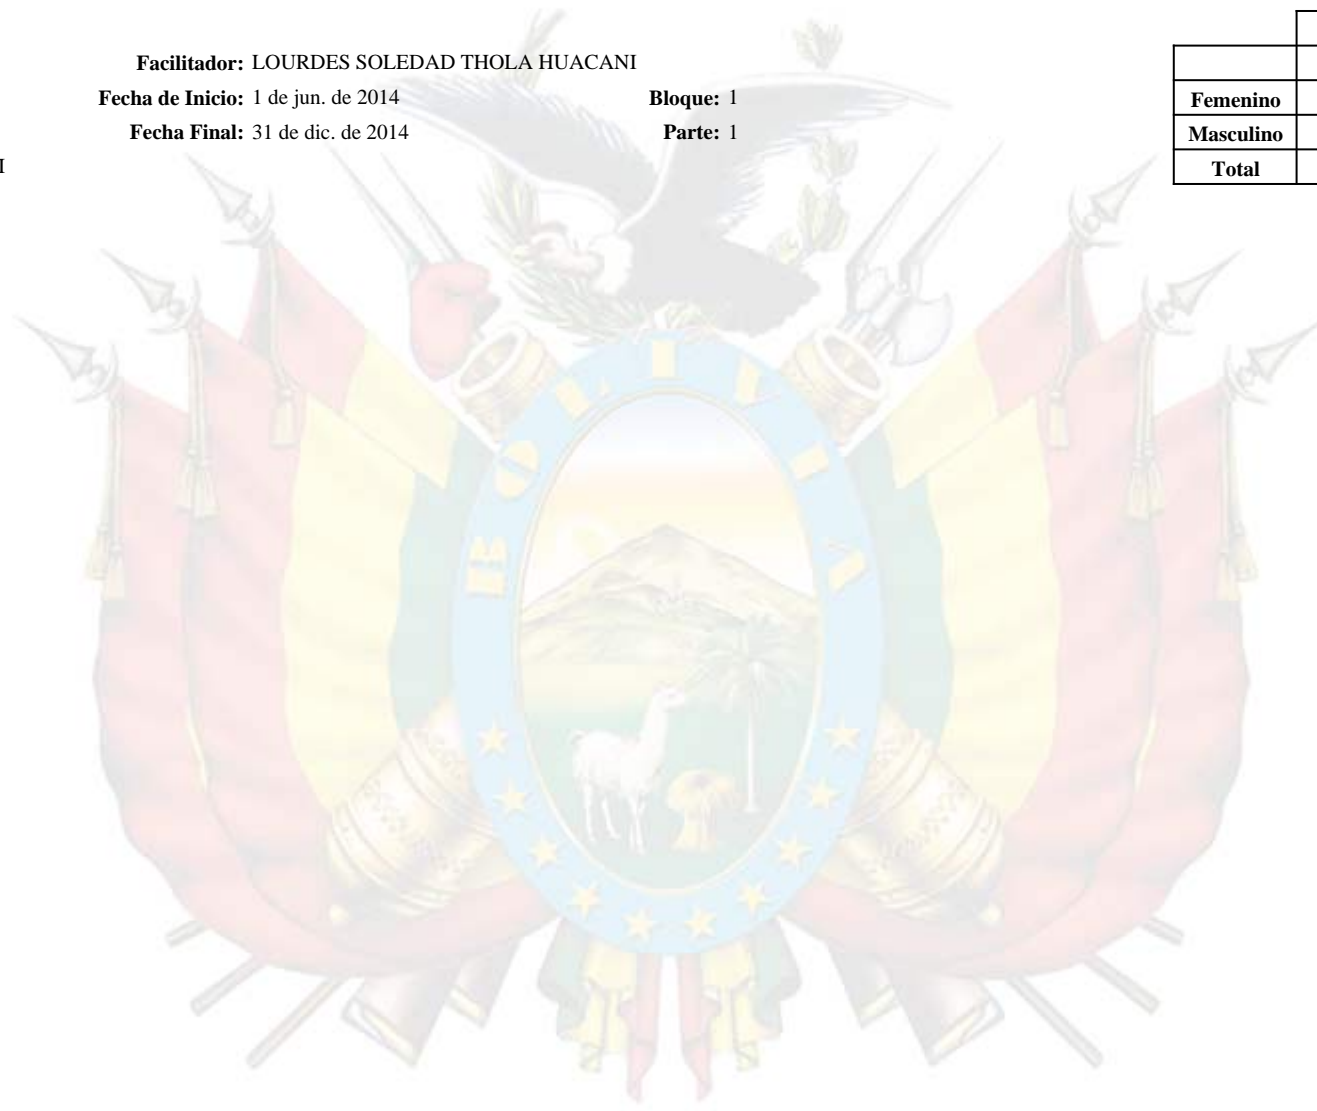 Facilitador: LOURDES SOLEDAD THOLA HUACANI
Fecha de Inicio: 1 de jun. de 2014 Bloque: 1
Fecha Final: 31 de dic. de 2014 Parte: 1
I
Femenino
Masculino
Total
BOLIVIA